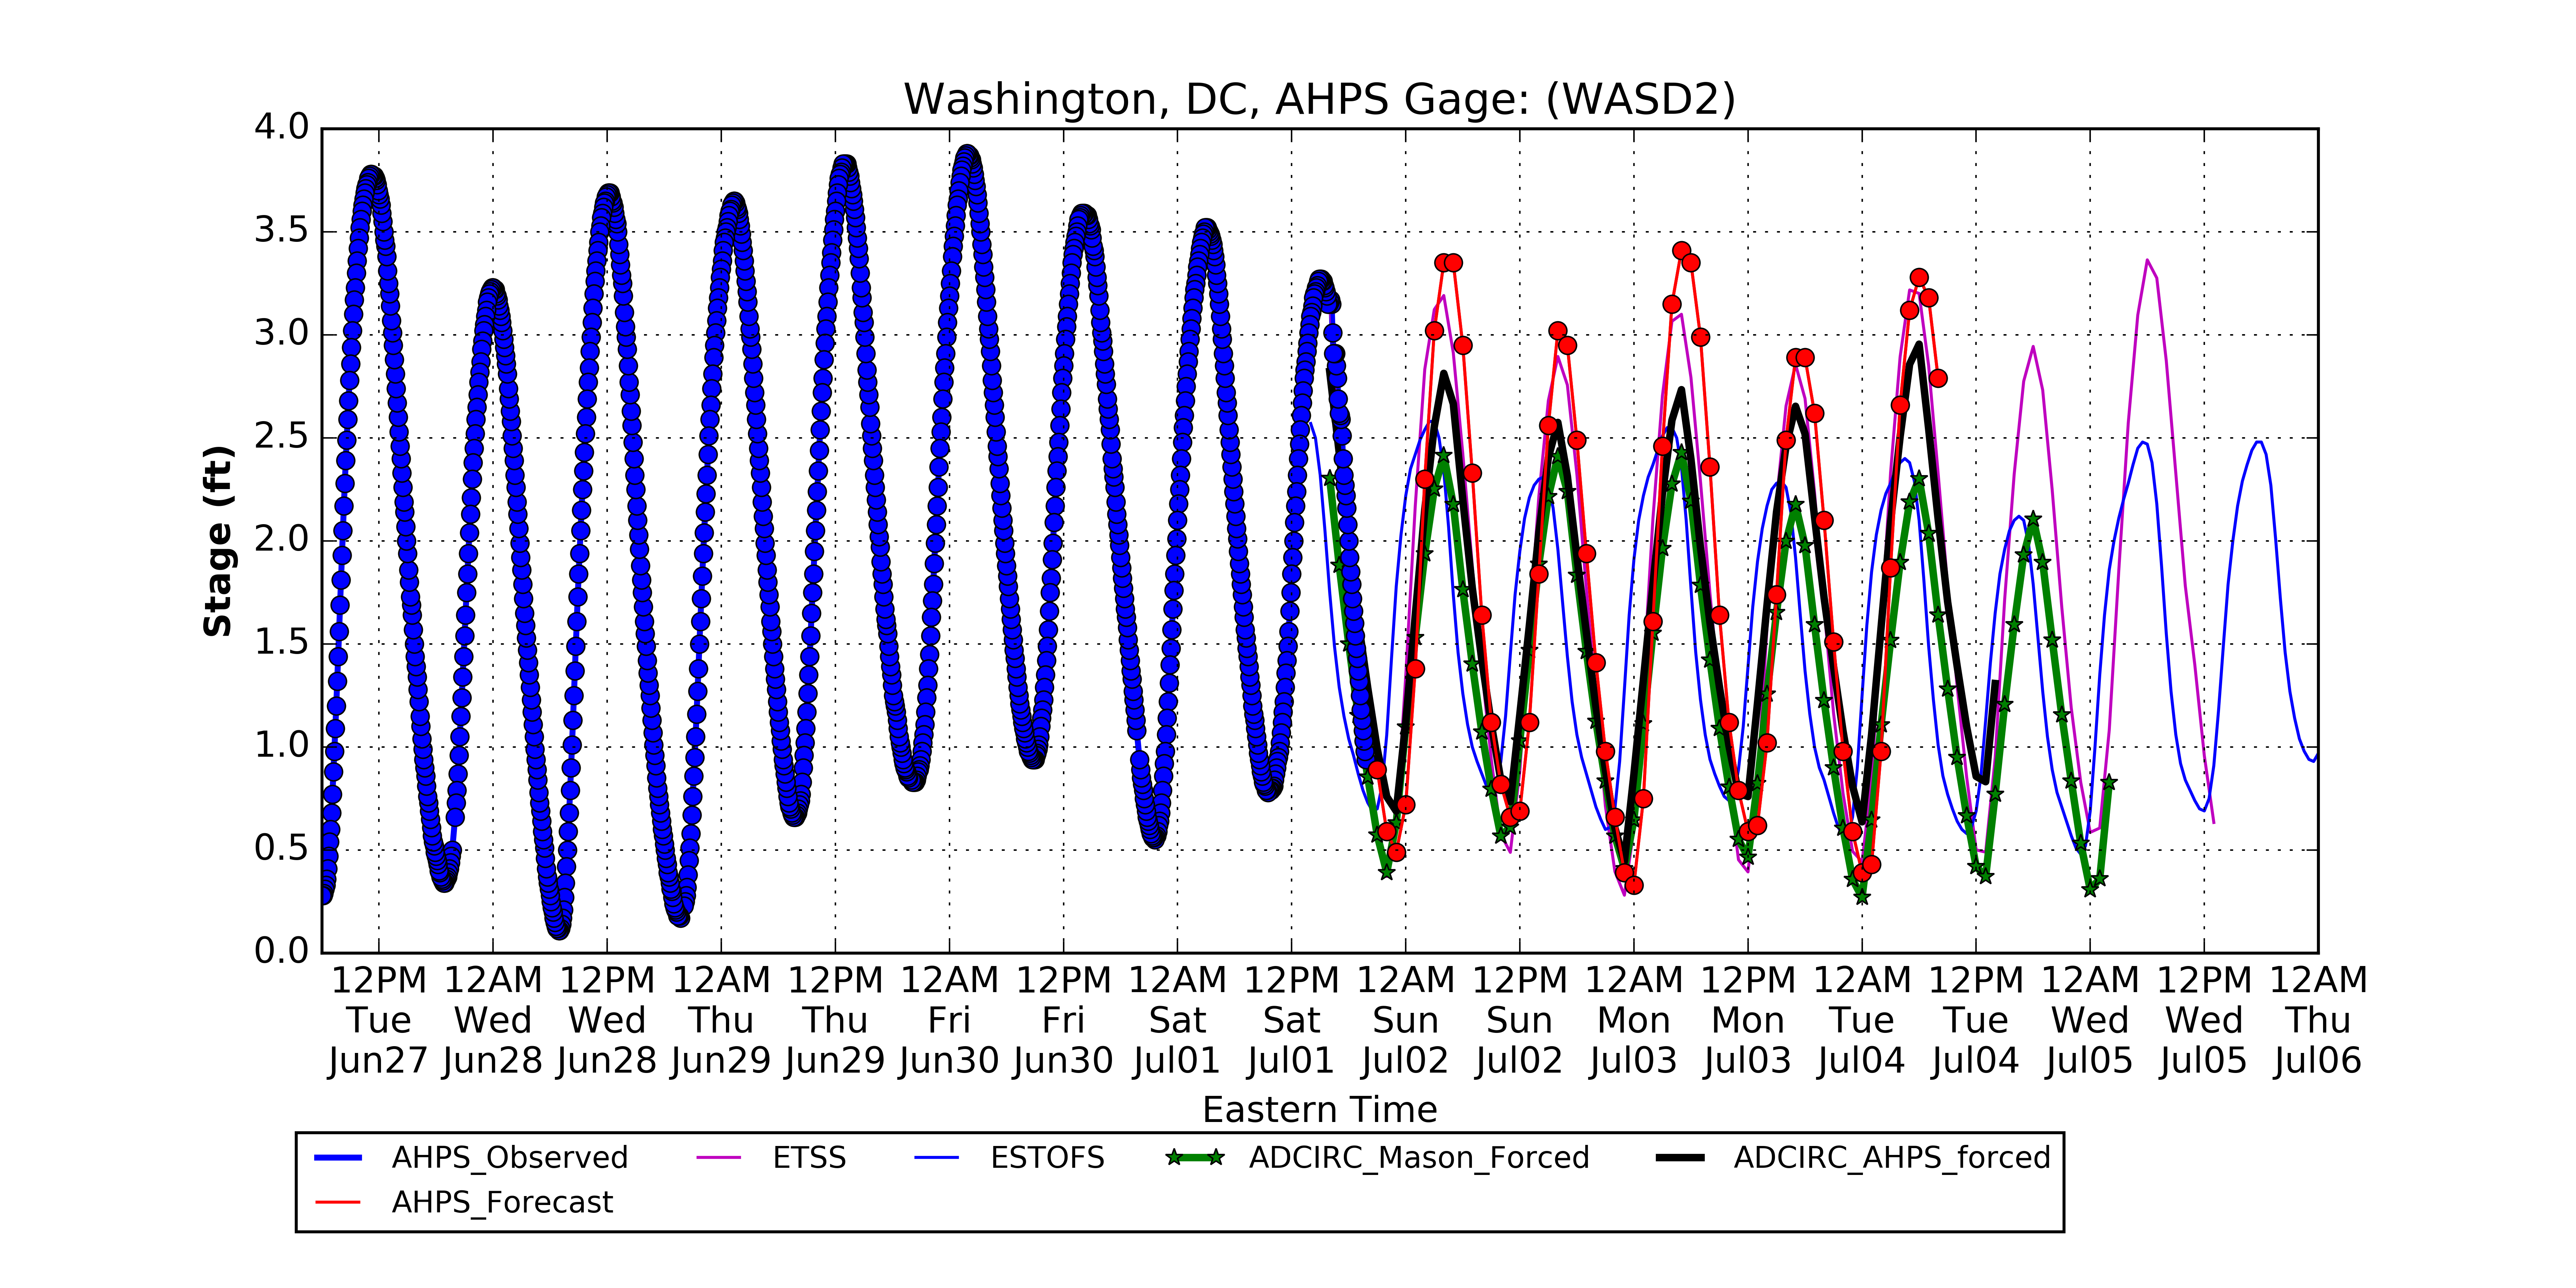 Washington, DC, AHPS Gage: (WASD2)
4.0
3.5
3.0
2.5
2.0
1.5
1.0
0.5
0.0
Stage (ft)
12PM 12AM 12PM 12AM 12PM 12AM 12PM 12AM 12PM 12AM 12PM 12AM 12PM 12AM 12PM 12AM 12PM 12AM
Tue Wed Wed Thu Thu Fri Fri Sat Sat Sun Sun Mon Mon Tue Tue Wed Wed Thu
Jun27 Jun28 Jun28 Jun29 Jun29 Jun30 Jun30 Jul01 Jul01 Jul02 Jul02 Jul03 Jul03 Jul04 Jul04 Jul05 Jul05 Jul06
Eastern Time
AHPS_Observed ETSS ESTOFS ADCIRC_Mason_Forced ADCIRC_AHPS_forced
AHPS_Forecast